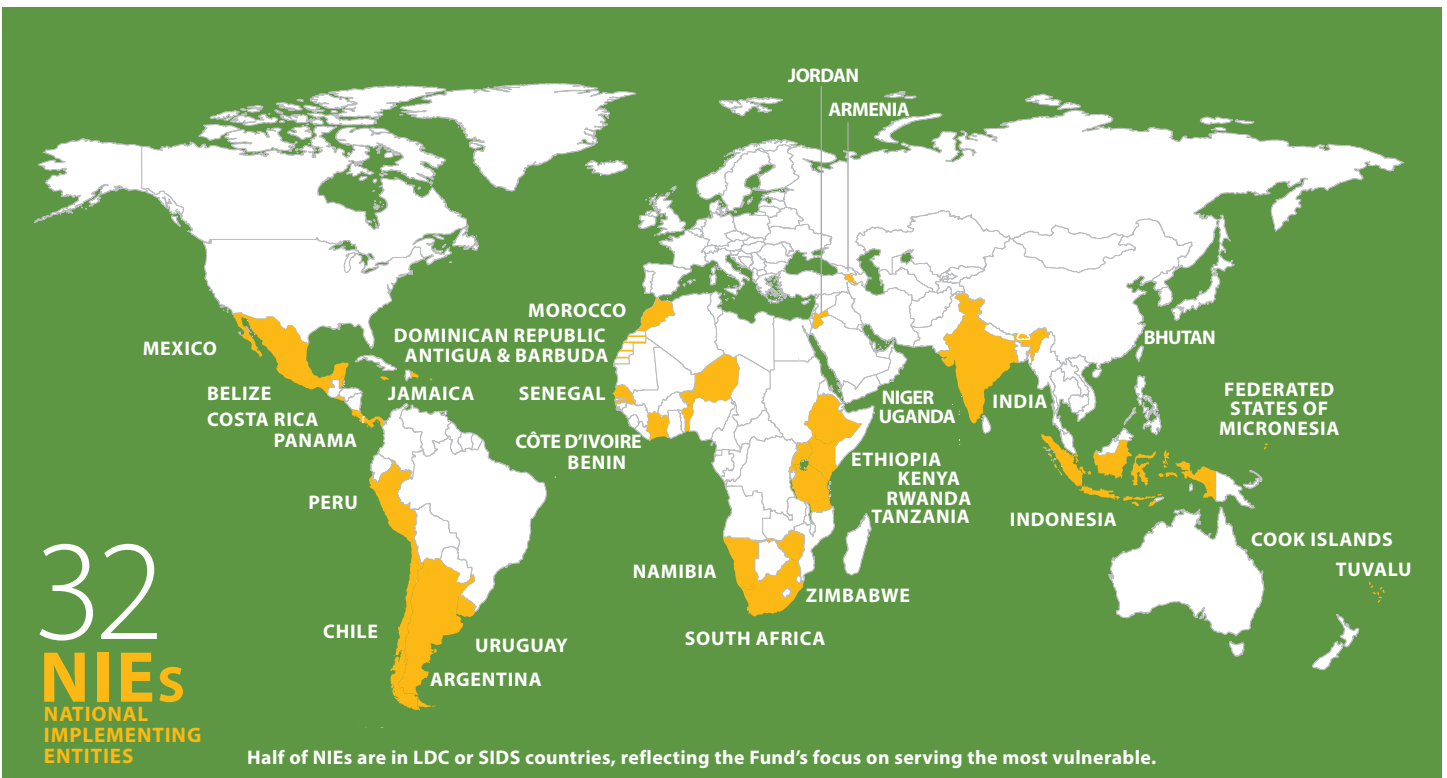 JORDAN
ARMENIA
MOROCCO
DOMINICAN REPUBLIC
ANTIGUA & BARBUDA
MEXICO
BHUTAN
BELIZE
JAMAICA
SENEGAL
NIGER
UGANDA
INDIA
FEDERATED
STATES OF
MICRONESIA
COSTA RICA
PANAMA
CÔTE D’IVOIRE
BENIN
ETHIOPIA
KENYA
RWANDA
TANZANIA
PERU
INDONESIA
COOK ISLANDS
TUVALU
NAMIBIA
ZIMBABWE
SOUTH AFRICA
CHILE
URUGUAY
ARGENTINA
32
NIEs
NATIONAL
IMPLEMENTING
ENTITIES
Half of NIEs are in LDC or SIDS countries, reflecting the Fund’s focus on serving the most vulnerable.